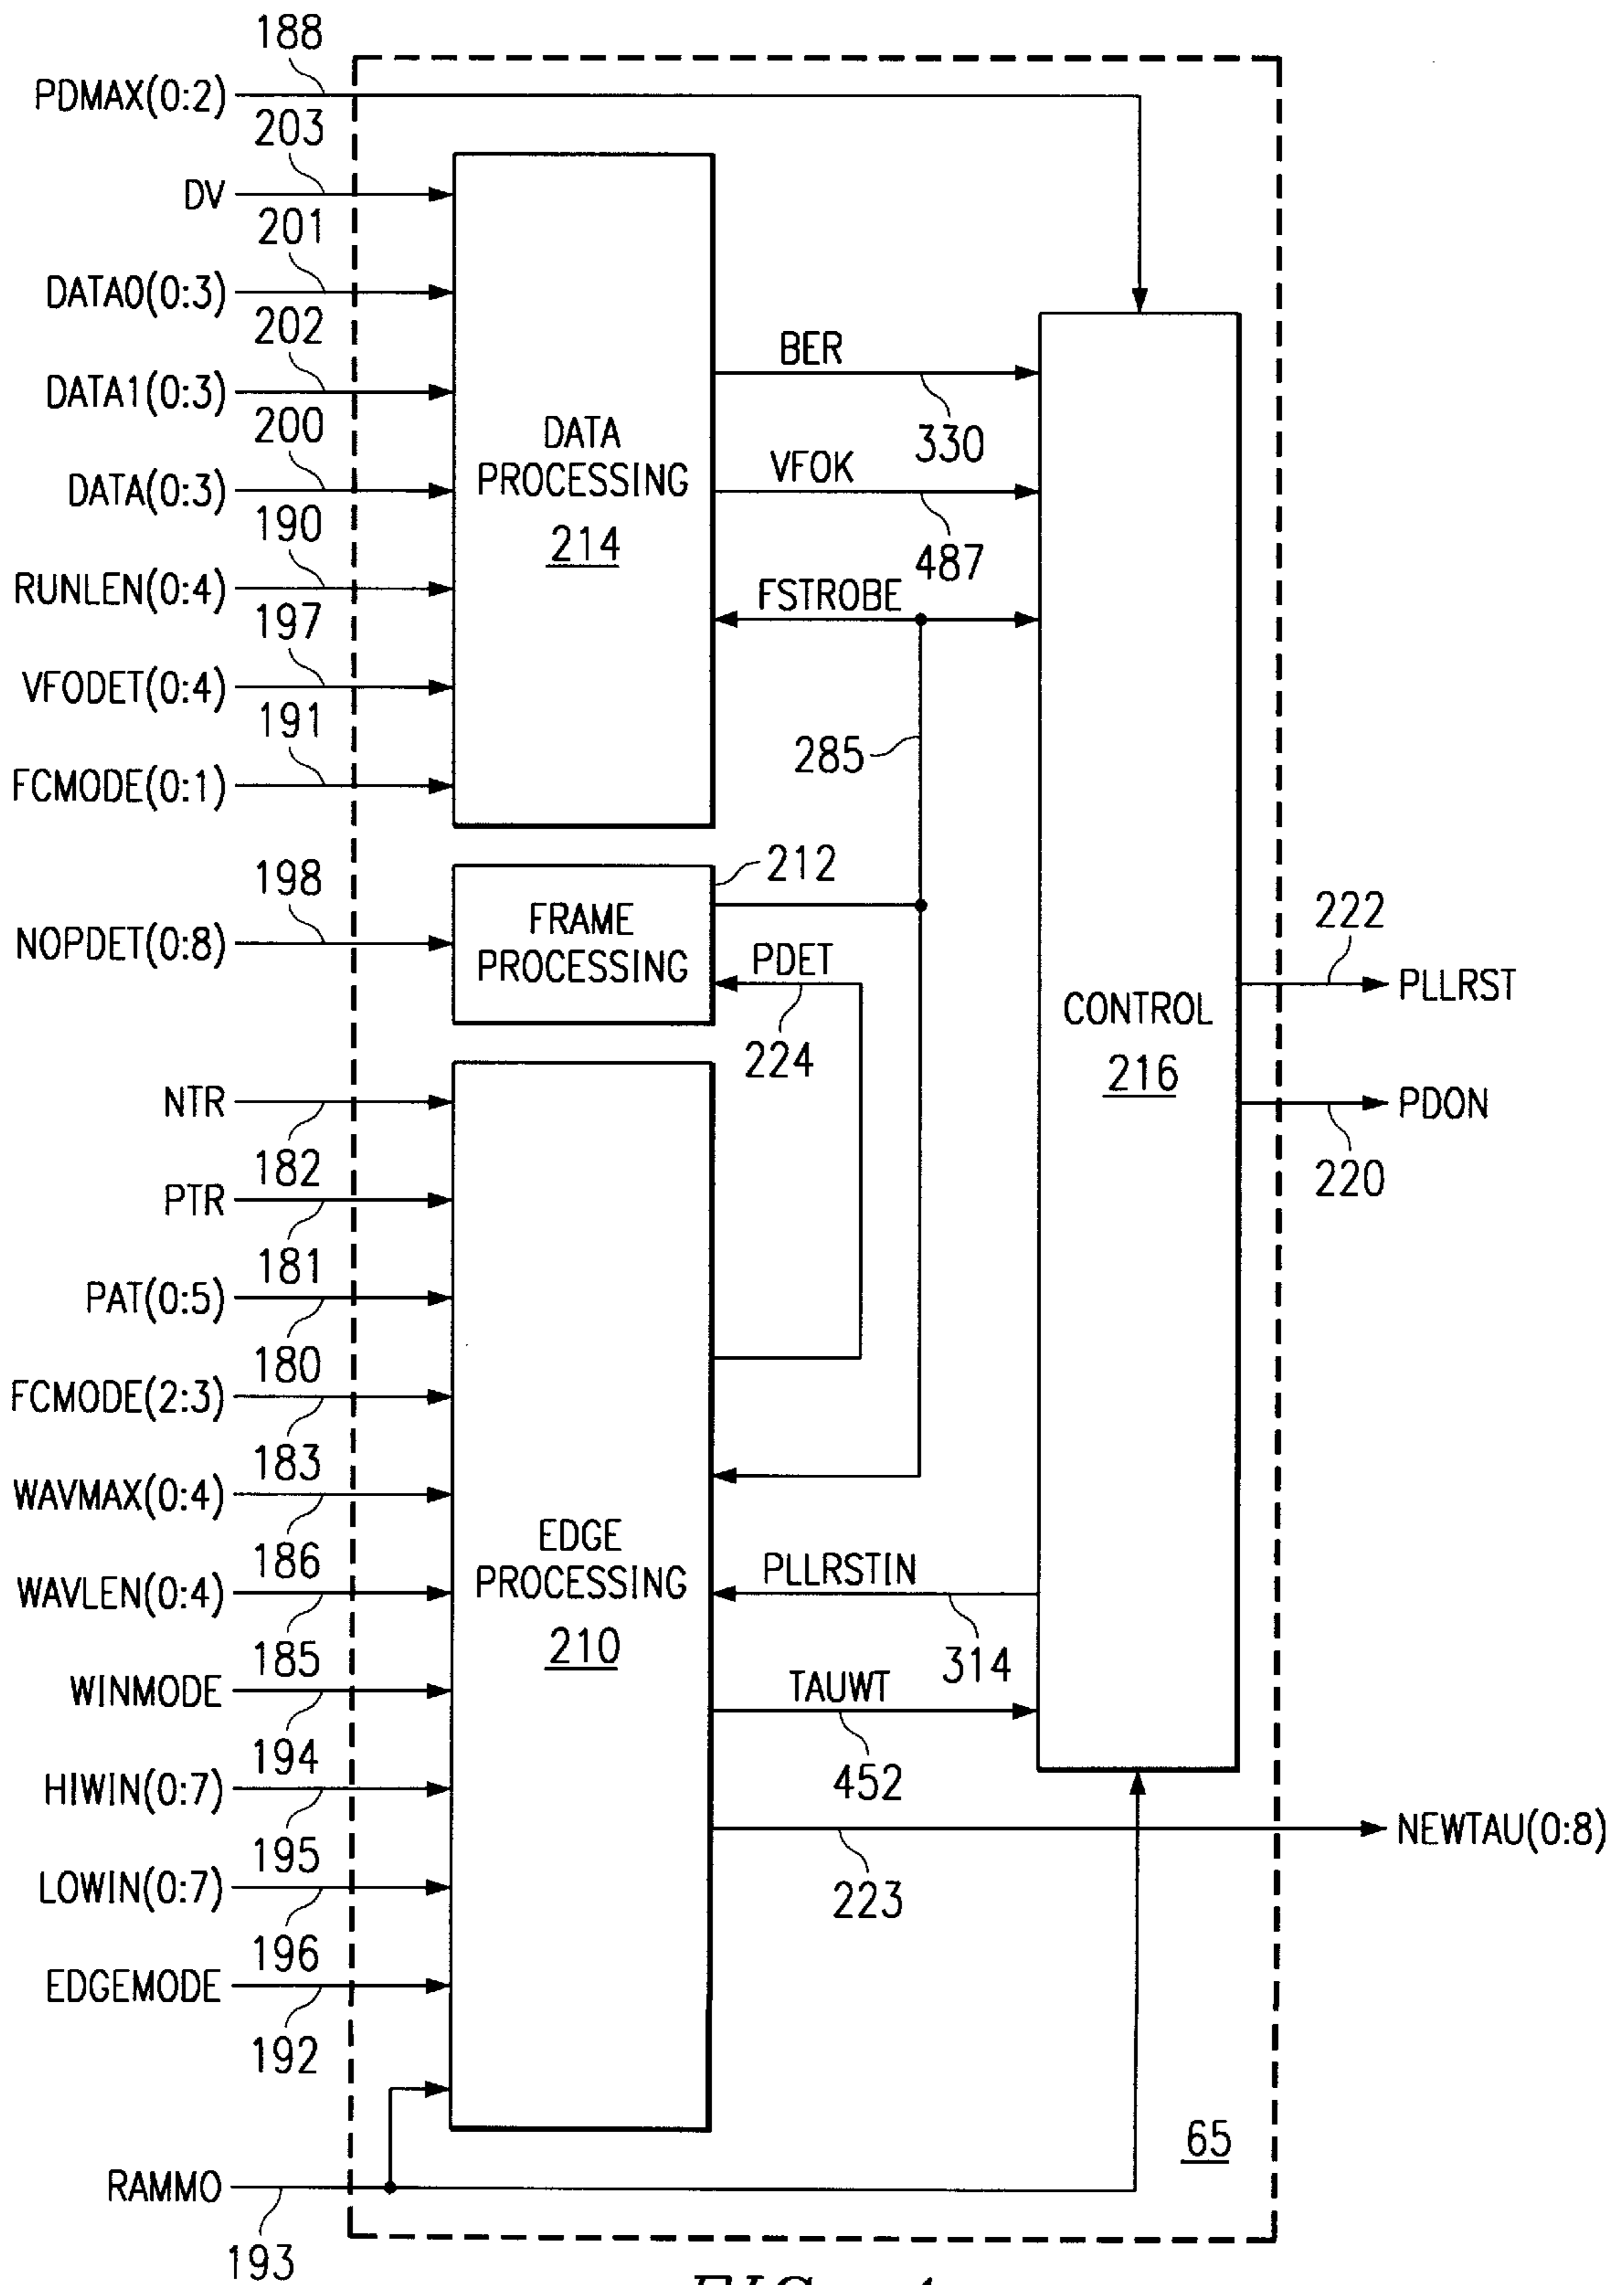 188
PDMAX(0:2)
203
DV
201
DATA0(0:3)
202
DATA1(0:3)
200
DATA(0:3)
190
RUNLEN(0:4)
197
VFODET(0:4)
191
FCMODE(0:1)
DATA
PROCESSING
214
BER
330
VFOK
487
FSTROBE
285
198
NOPDET(0:8)
FRAME
PROCESSING
212
PDET
224
CONTROL
216
222
PLLRST
PDON
220
NTR
182
PTR
181
PAT(0:5)
180
FCMODE(2:3)
183
WAVMAX(0:4)
186
WAVLEN(0:4)
185
WINMODE
194
HIWIN(0:7)
195
LOWIN(0:7)
196
EDGEMODE
192
EDGE
PROCESSING
210
PLLRSTIN
314
TAUWT
452
NEWTAU(0:8)
223
RAMMO
193
65